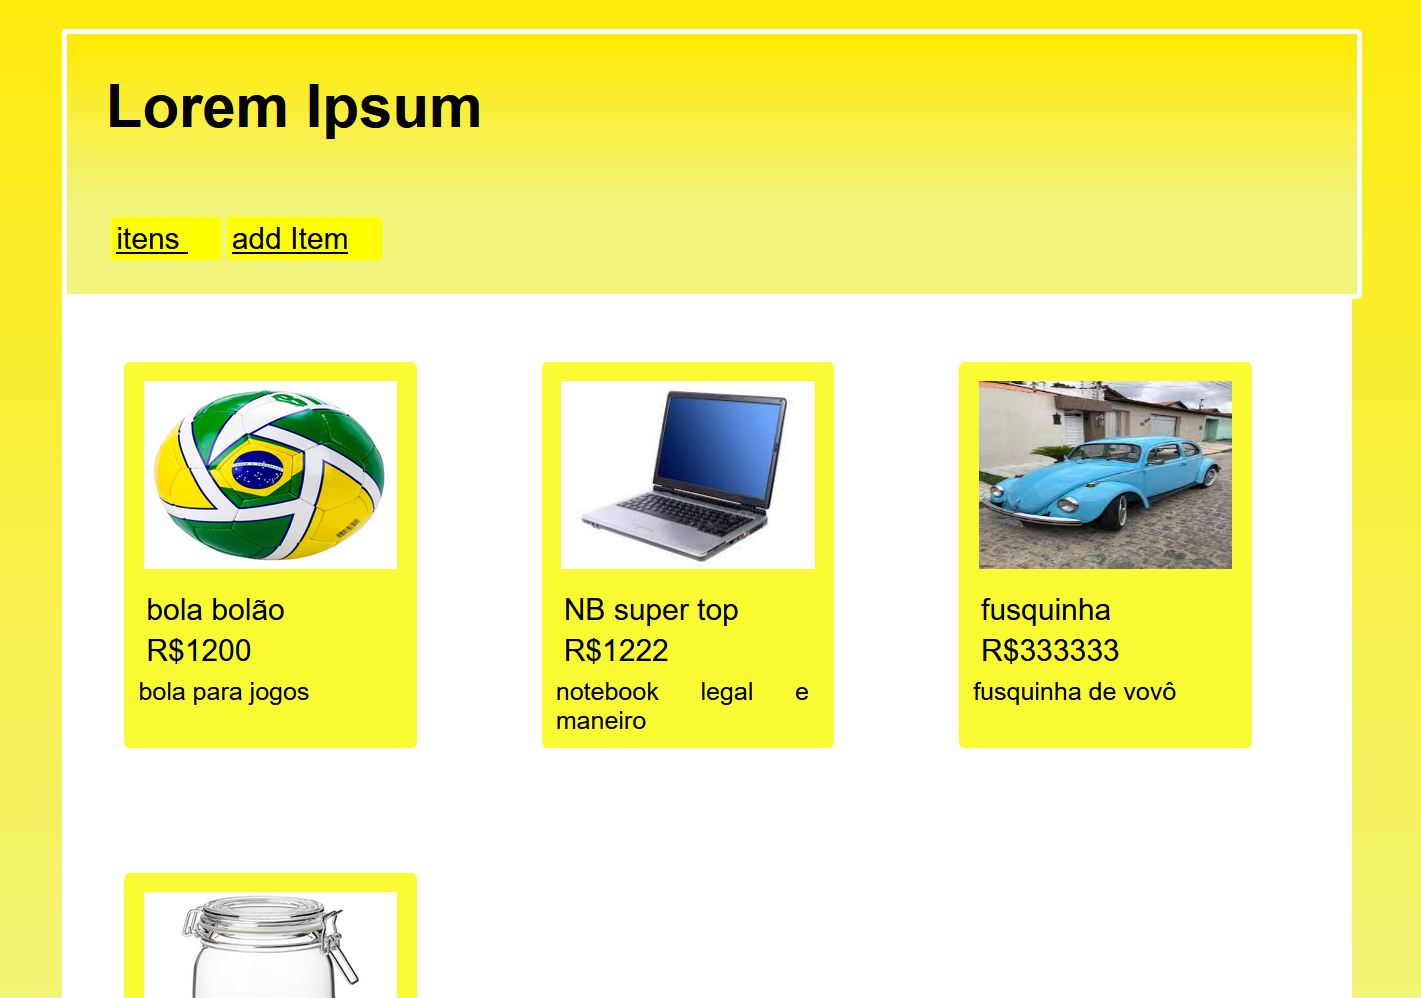 Lorem Ipsum
itens add Item
bola bolão
R$1200
bola para jogos
NB super top
R$1222
notebook legal e
maneiro
fusquinha
R$333333
fusquinha de vovô